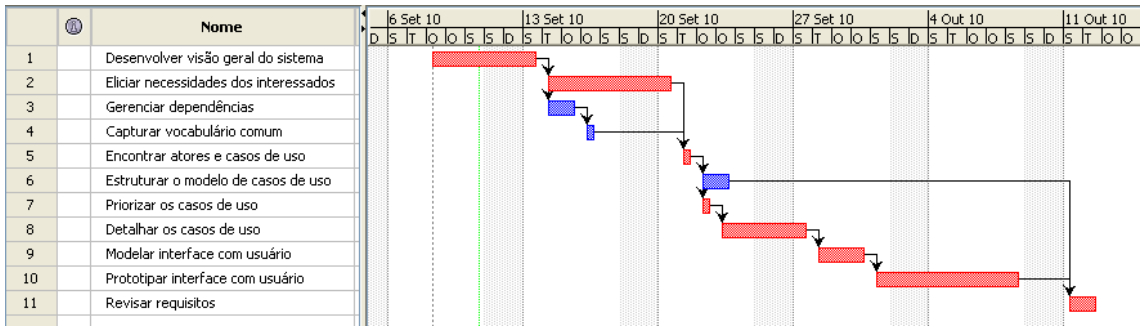 Nome
6 Set 10 13 Set 10 20 Set 10 27 Set 10 4 Out 10 11 Out 10
D S T O O S S D S T O O S S D S T O O S S D S T O O S S D S T O O S S D S T O O
1 Desenvolver visão geral do sistema
2 Eliciar necessidades dos interessados
3 Gerenciar dependências
4 Capturar vocabulário comum
5 Encontrar atores e casos de uso
6 Estruturar o modelo de casos de uso
7 Priorizar os casos de uso
8 Detalhar os casos de uso
9 Modelar interface com usuário
10 Prototipar interface com usuário
11 Revisar requisitos